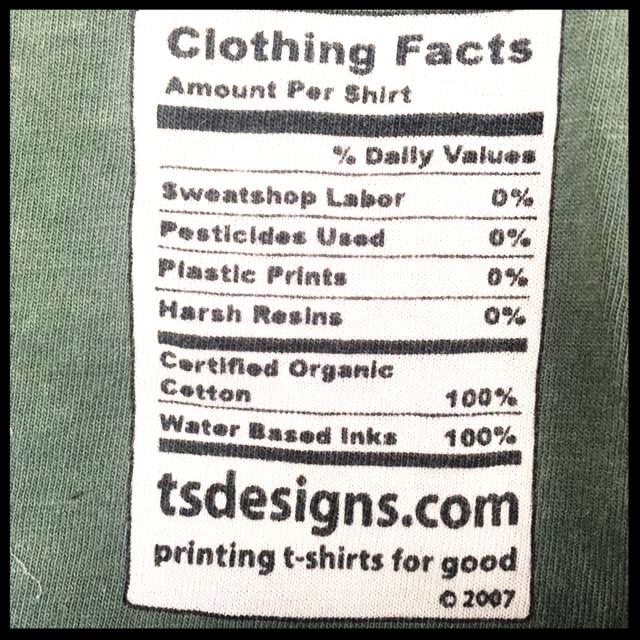 Clothing Facts
Amount Per Shirt
% Daily Values
Sweatshop Labor 0%
Pesticides Used 0%
Plastic Prints 0%
Harsh Resins 0%
Certified Organic
Cotton 100%
Water Based Inks 100%
tsdesigns.com
printing t-shirts for good
© 2007